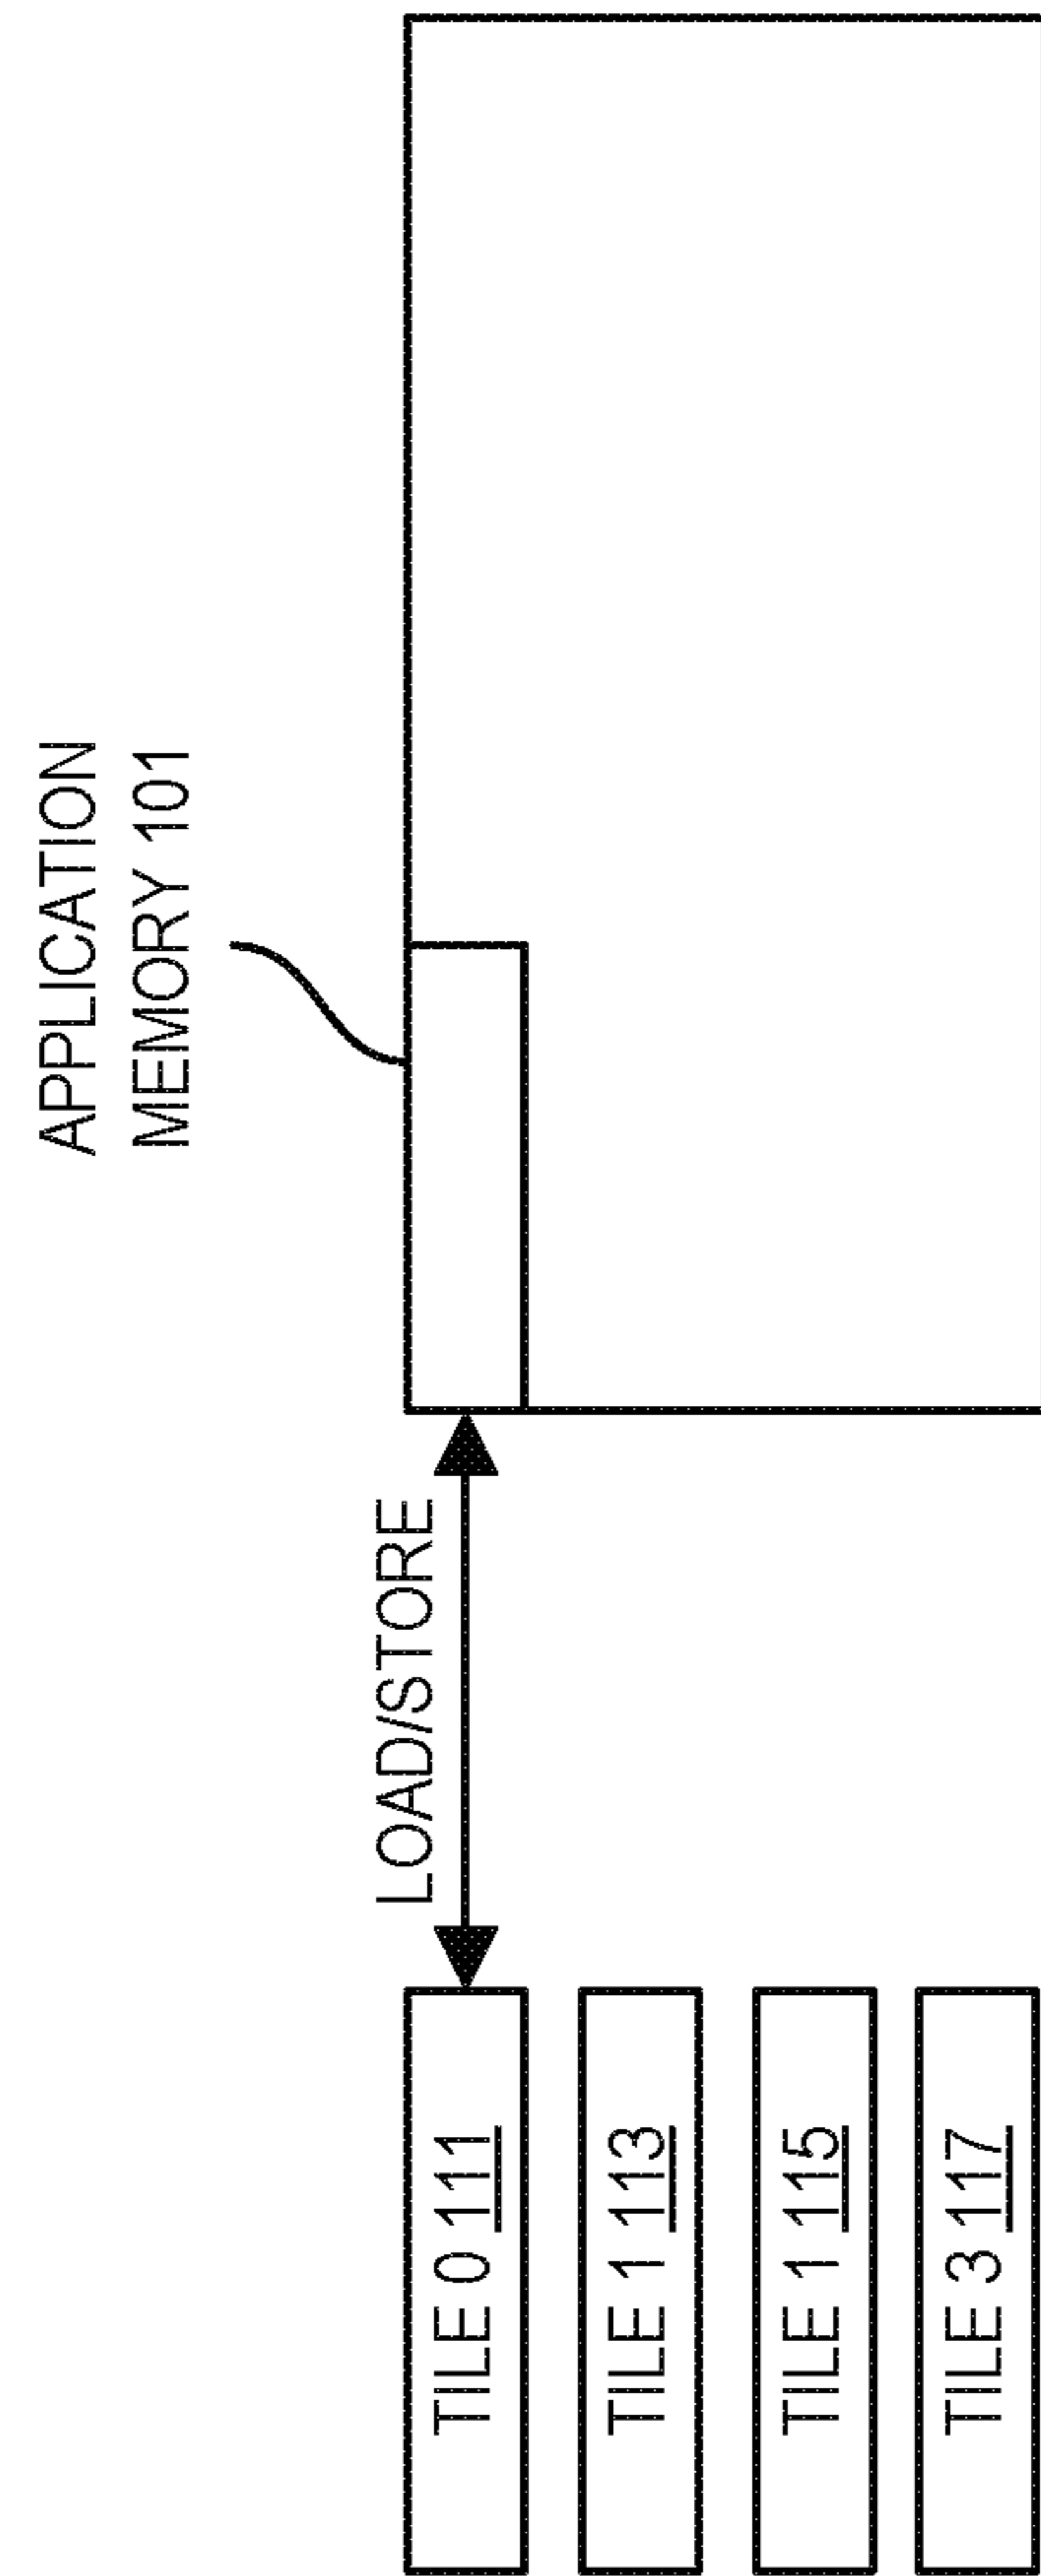 APPLICATION
MEMORY 101
LOAD/STORE
TILE 0 111
TILE 1 113
TILE 1 115
TILE 3 117